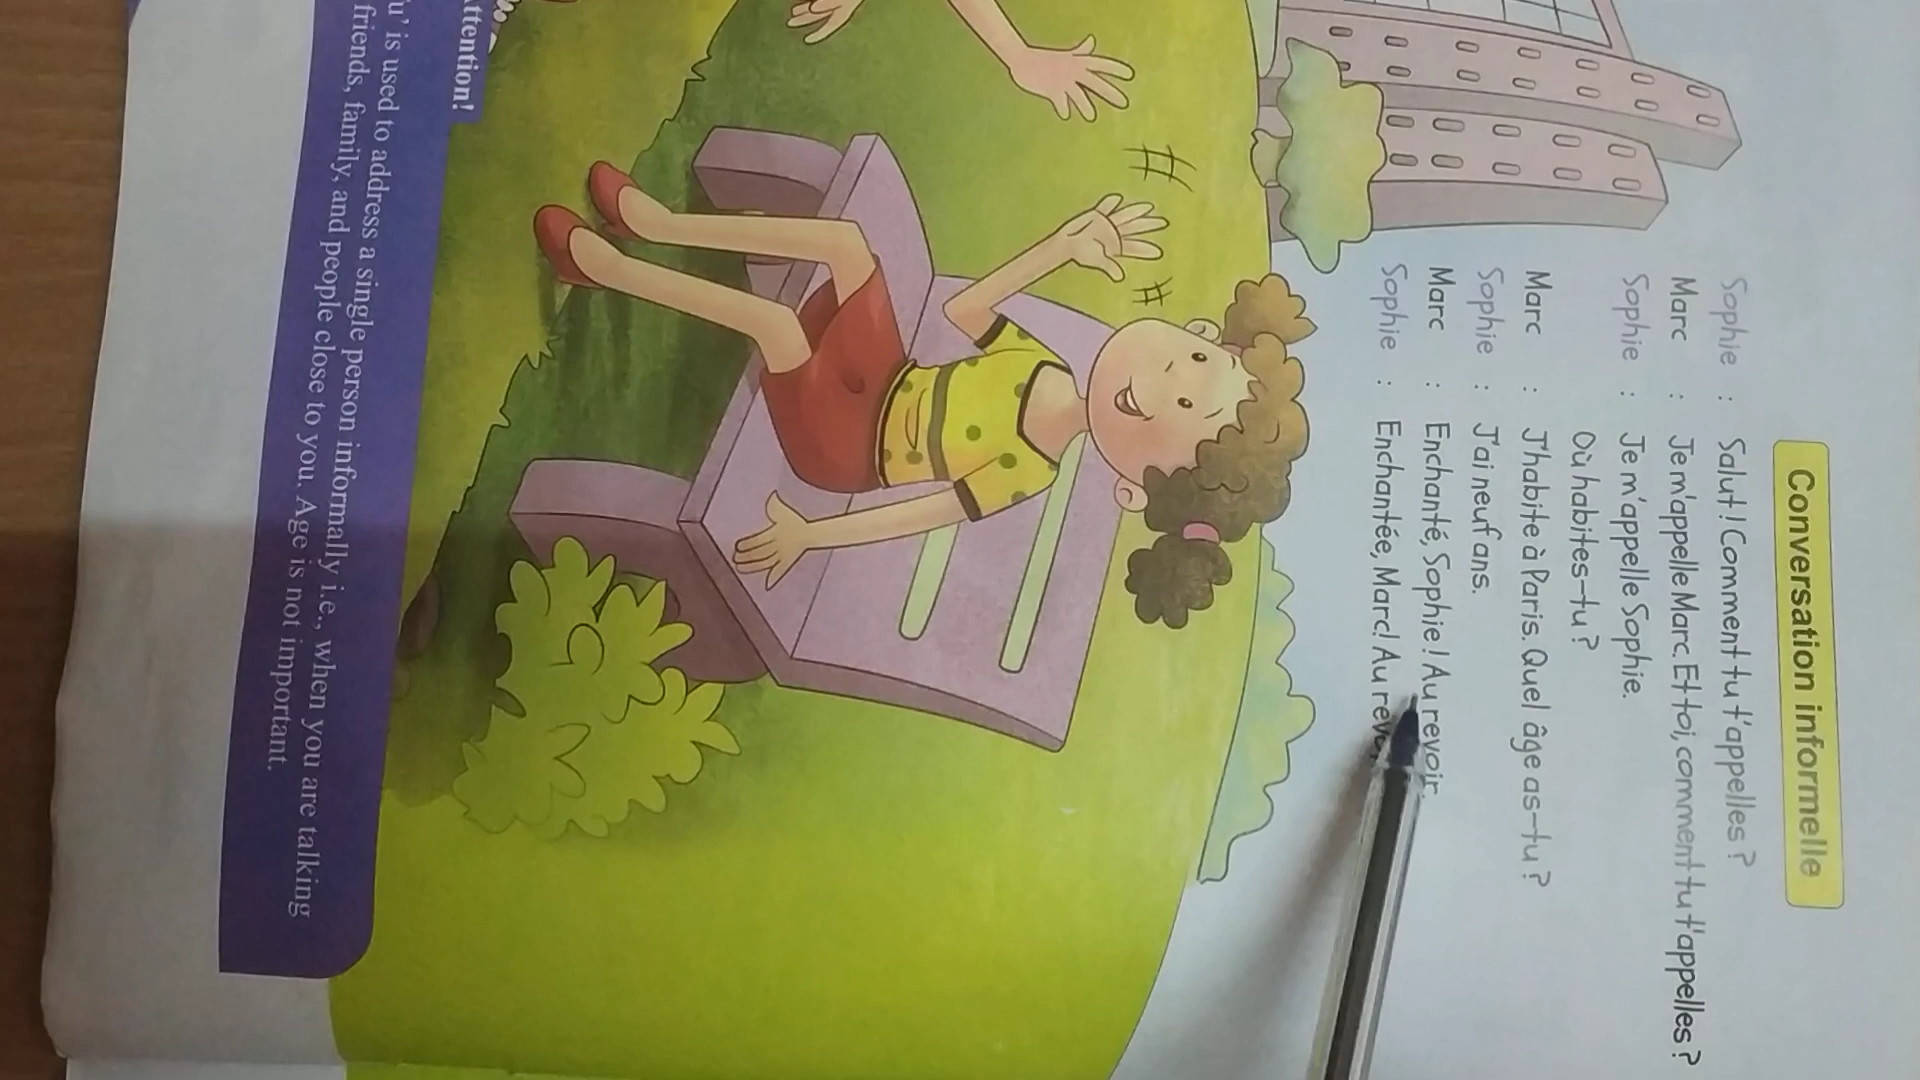 Conversation informelle
Sophie : Salut! Comment tu t'appelles?
Marc : Je m'appelle Marc. Et toi, comment tu t'appelles?
Sophie : Je m'appelle Sophie.
Où habites-tu?
Marc : J'habite à Paris. Quel âge as-tu?
Sophie : J'ai neuf ans.
Marc : Enchanté, Sophie! Au revoir.
Sophie : Enchantée, Marc! Au
Attention!
is used to address a single person informally i.e., when you are talking
friends, family, and people close to you. Age is not important.